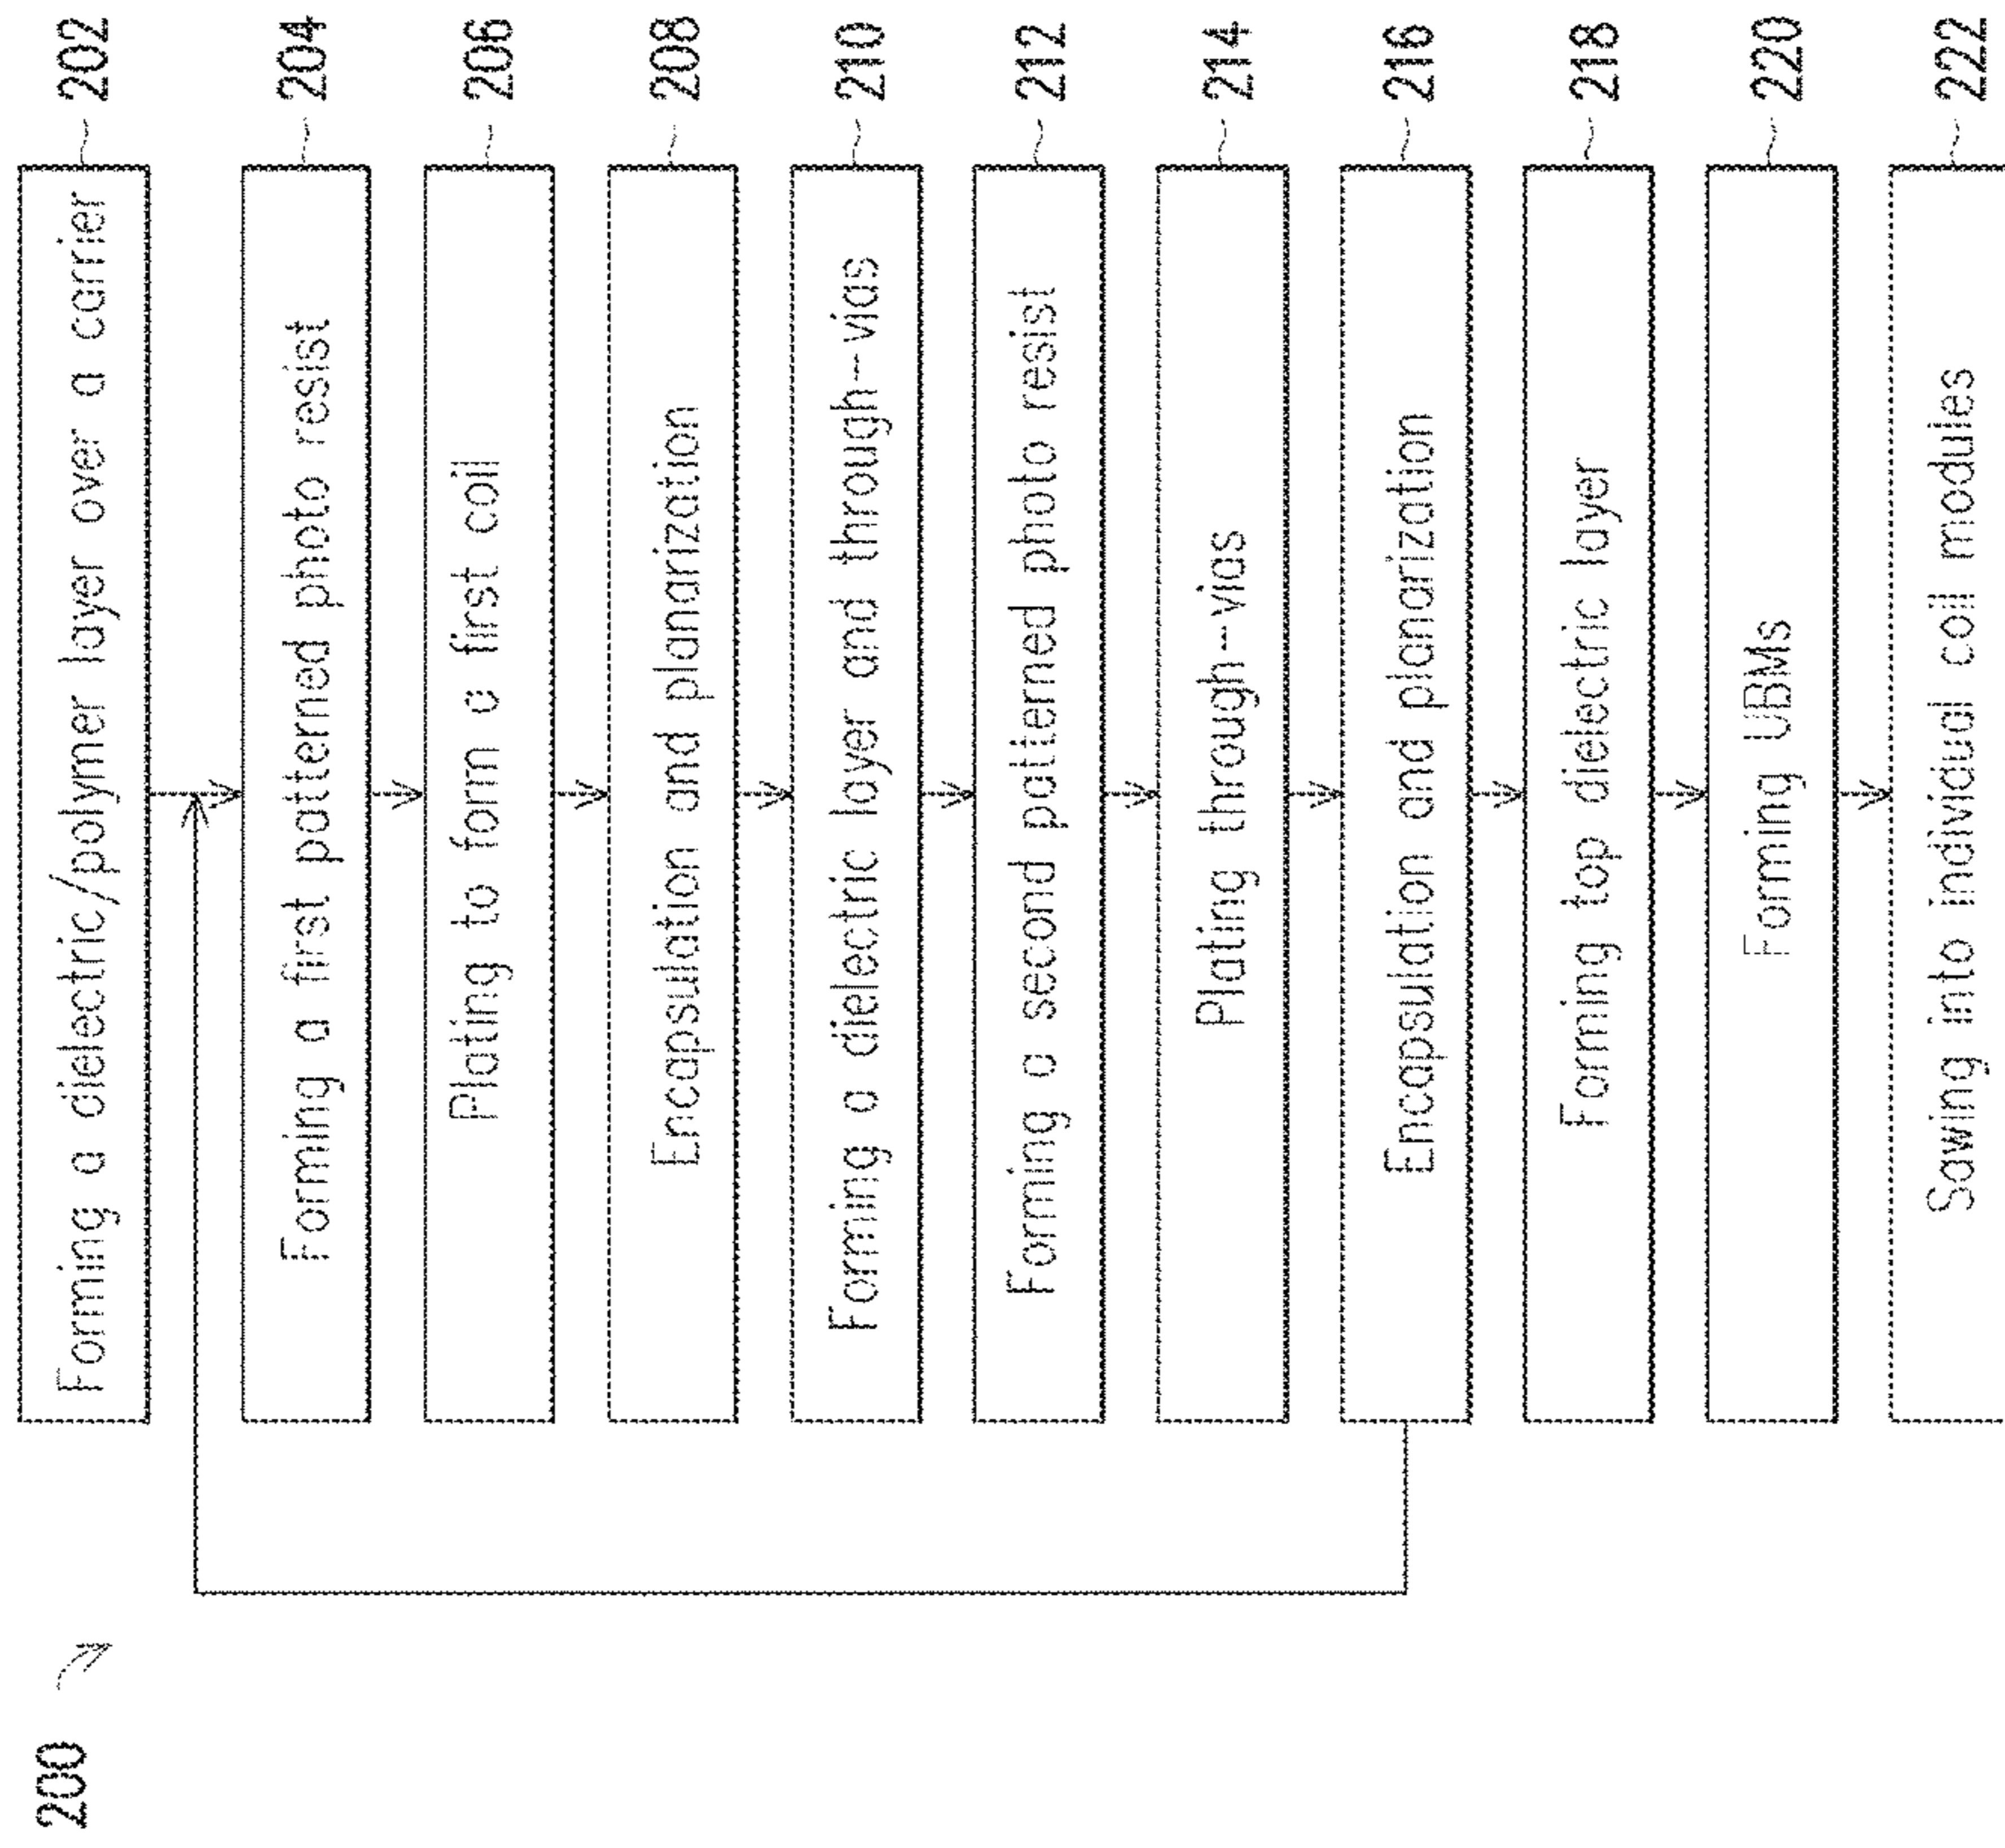 200
Forming a dielectric/polymer layer over a carrier 202
Forming a first patterned photo resist 204
Plating to form a first coil 206
Encapsulation and planarization 208
Forming a dielectric layer and through-vias 210
Forming a second patterned photo resist 212
Plating through-vias 214
Encapsulation and planarization 216
Forming top dielectric layer 218
Forming UBMs 220
Sawing into individual coil modules 222